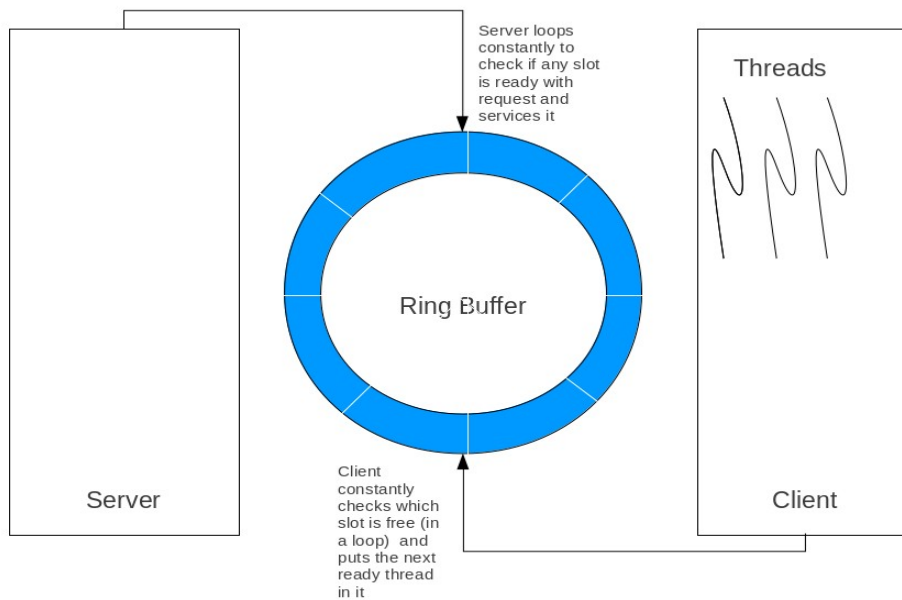 Server loops
constantly to
check if any slot
is ready with
request and
services it
Threads
Ring Buffer
Server
Client
Client
constantly
checks which
slot is free (in
a loop)  and
puts the next
ready thread
in it